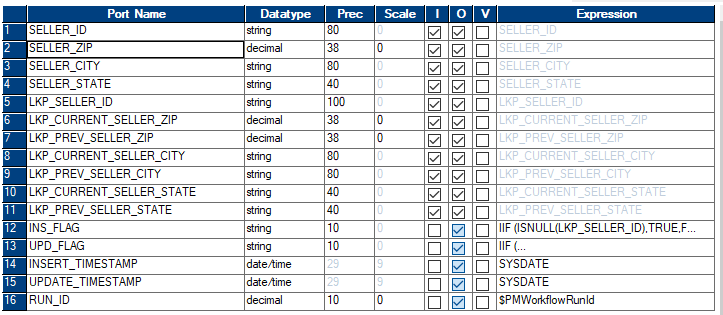 Port Name Datatype Prec Scale I O V Expression
1 SELLER_ID string 80 0 SELLER_ID
2 SELLER_ZIP decimal 38 0 SELLER_ZIP
3 SELLER_CITY string 80 0 SELLER_CITY
4 SELLER_STATE string 40 0 SELLER_STATE
5 LKP_SELLER_ID string 100 0 LKP_SELLER_ID
6 LKP_CURRENT_SELLER_ZIP decimal 38 0 LKP_CURRENT_SELLER_ZIP
7 LKP_PREV_SELLER_ZIP decimal 38 0 LKP_PREV_SELLER_ZIP
8 LKP_CURRENT_SELLER_CITY string 80 0 LKP_CURRENT_SELLER_CITY
9 LKP_PREV_SELLER_CITY string 80 0 LKP_PREV_SELLER_CITY
10 LKP_CURRENT_SELLER_STATE string 40 0 LKP_CURRENT_SELLER_STATE
11 LKP_PREV_SELLER_STATE string 40 0 LKP_PREV_SELLER_STATE
12 INS_FLAG string 10 0 IIF (ISNULL(LKP_SELLER_ID),TRUE,F...
13 UPD_FLAG string 10 0 IIF (...
14 INSERT_TIMESTAMP date/time 29 9 SYSDATE
15 UPDATE_TIMESTAMP date/time 29 9 SYSDATE
16 RUN_ID decimal 10 0 $PMWorkflowRunId